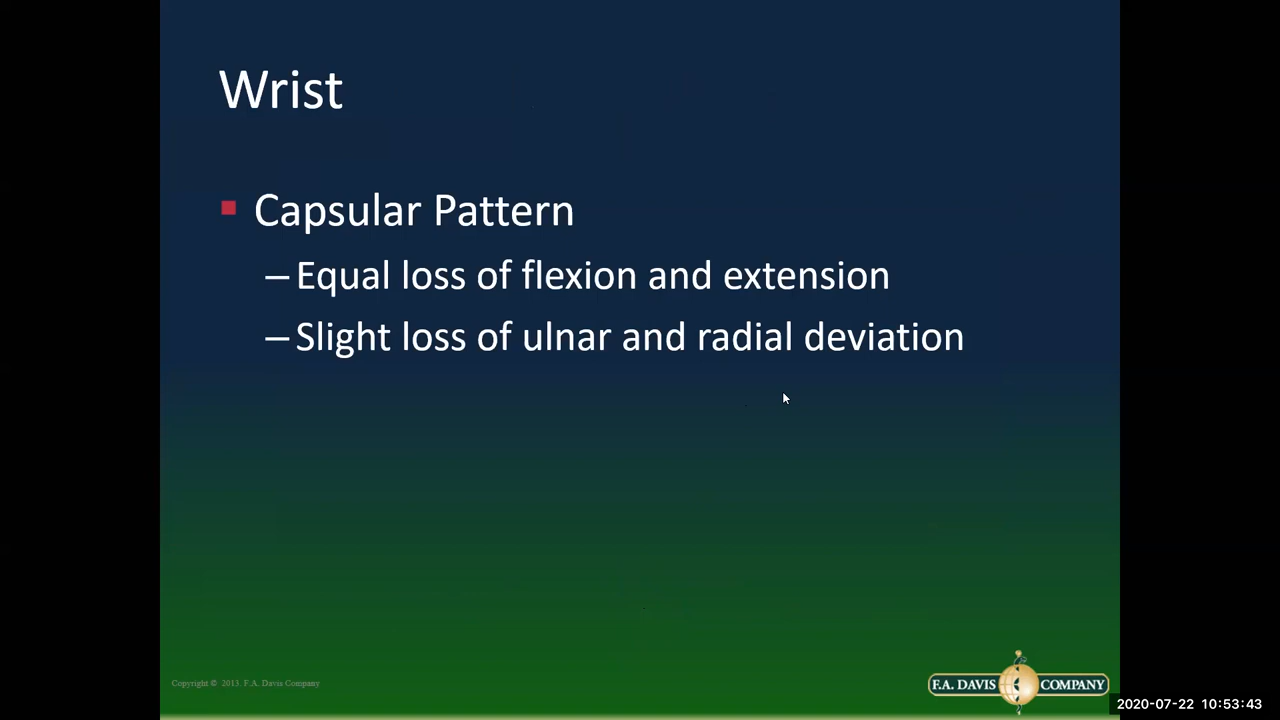 Wrist
Capsular Pattern
–Equal loss of flexion and extension
–Slight loss of ulnar and radial deviation
Copyright © 2013. F.A. Davis Company
F.A. DAVIS COMPANY
2020-07-22 10:53:43